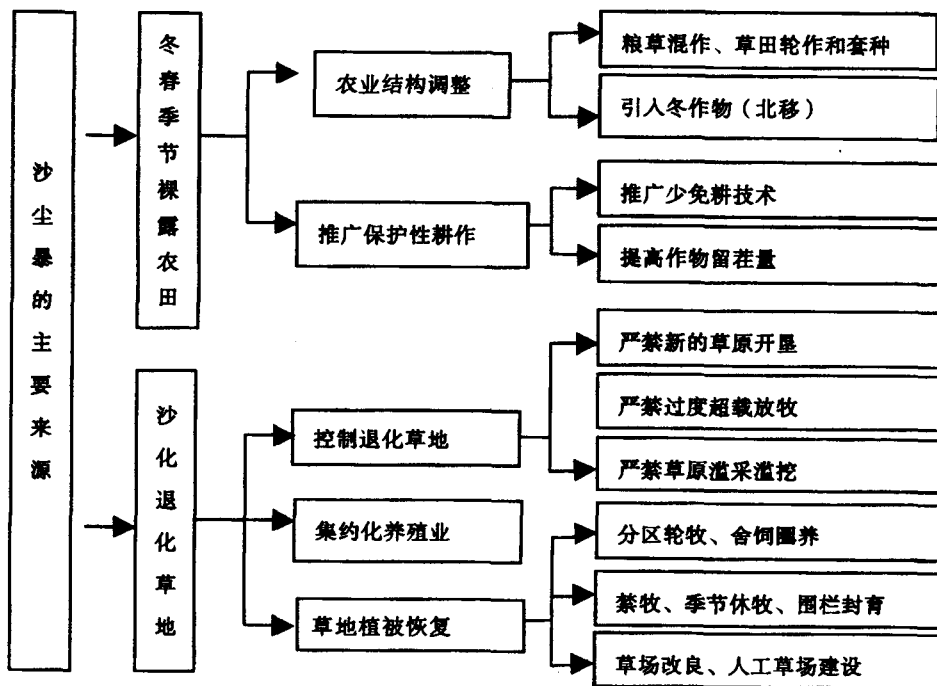 沙尘暴的主要来源
冬春季节裸露农田
农业结构调整
粮草混作、草田轮作和套种
引入冬作物（北移）
推广保护性耕作
推广少免耕技术
提高作物留茬量
沙化退化草地
控制退化草地
严禁新的草原开垦
严禁过度超载放牧
严禁草原滥采滥挖
集约化养殖业
草地植被恢复
分区轮牧、舍饲圈养
禁牧、季节休牧、围栏封育
草场改良、人工草场建设